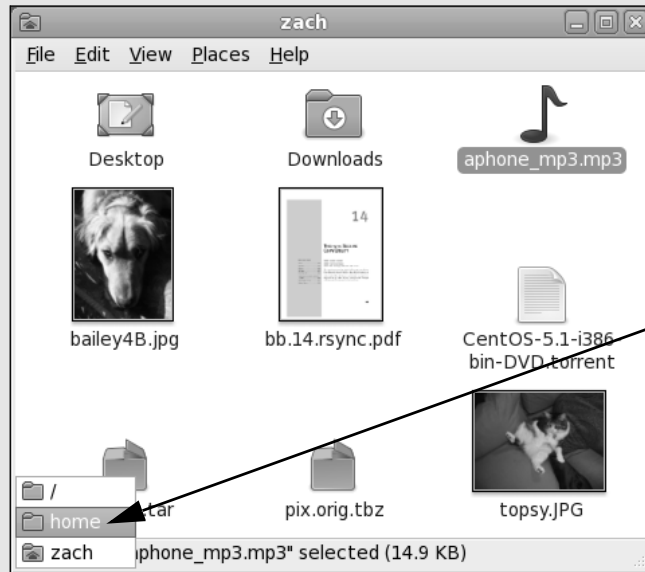 zach
File Edit View Places Help
Desktop
Downloads
aphone_mp3.mp3
14
bailey4B.jpg
bb.14.rsync.pdf
CentOS-5.1-i386-
bin-DVD.torrent
.tar
pix.orig.tbz
topsy.JPG
/
home
zach
aphone_mp3.mp3" selected (14.9 KB)